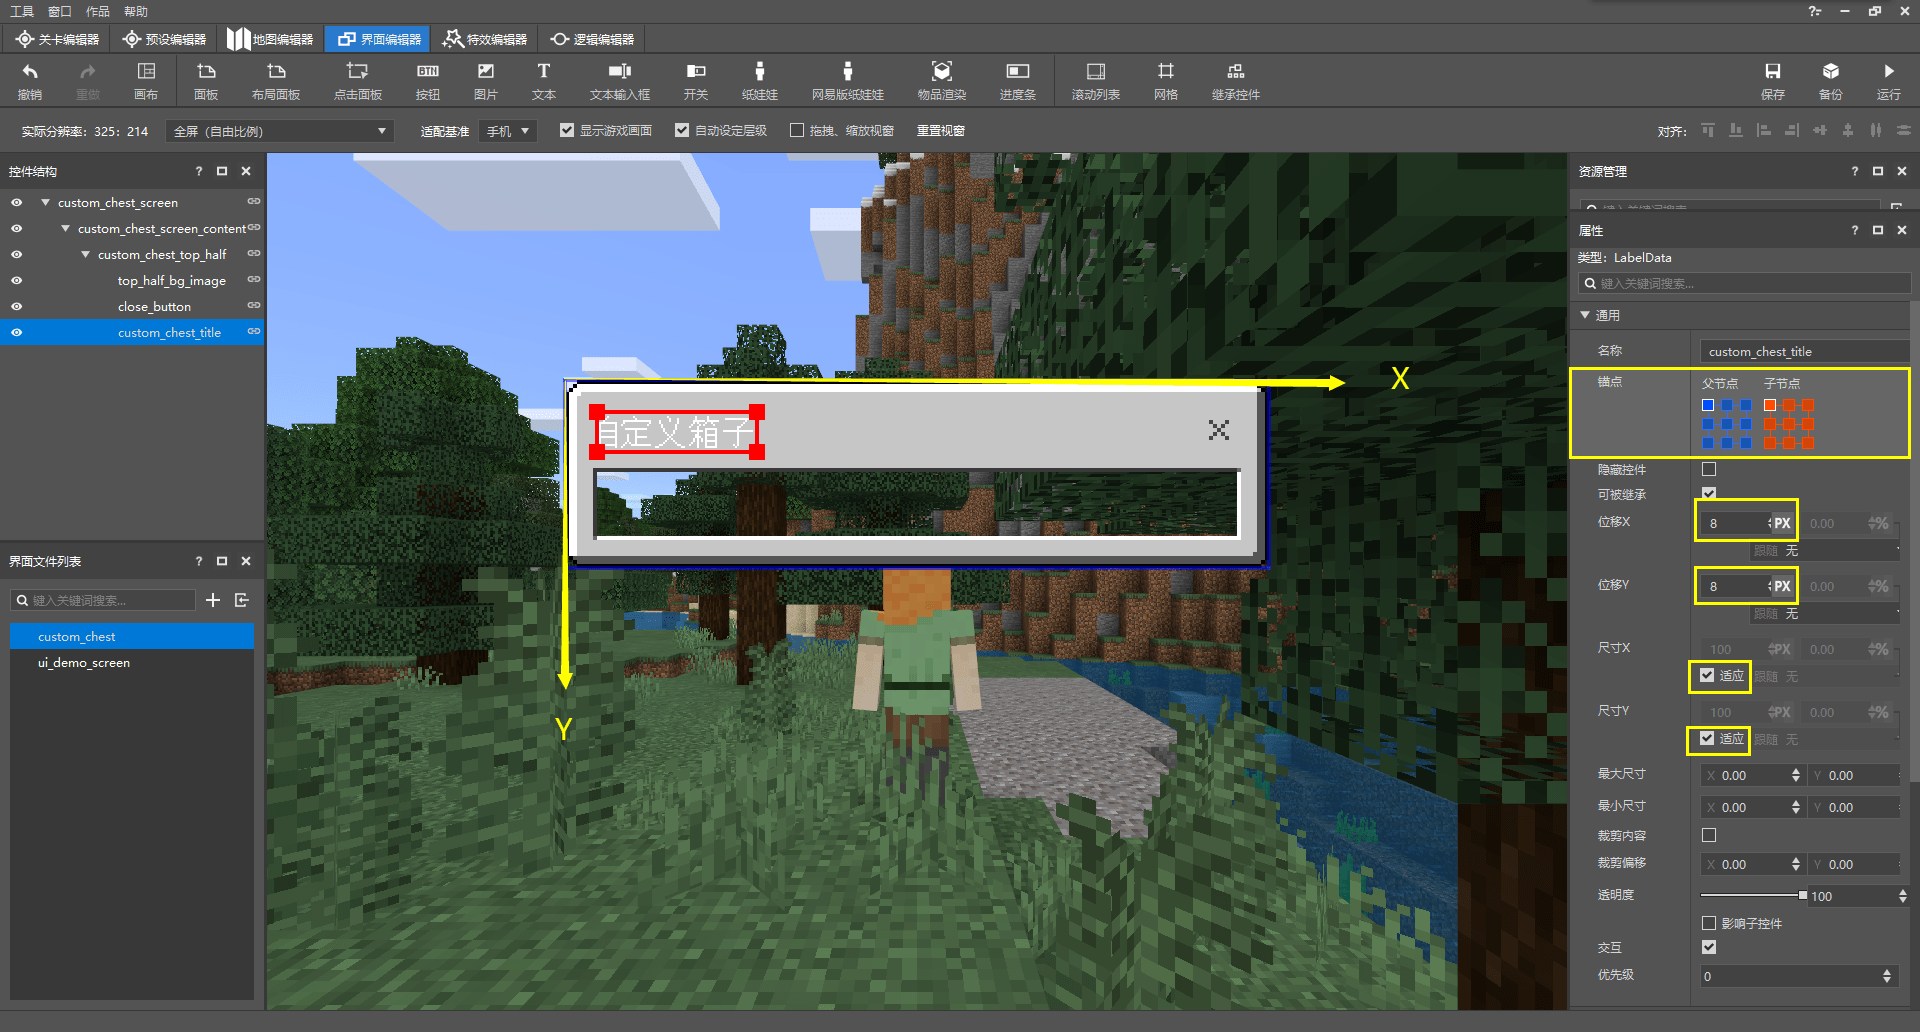 工具 窗口 作品 帮助
关卡编辑器 预设编辑器 地图编辑器 界面编辑器 特效编辑器 逻辑编辑器
撤销 重做 画布 面板 布局面板 点击面板 按钮 图片 文本 文本输入框 开关 纸娃娃 网易版纸娃娃 物品渲染 进度条 滚动列表 网格 继承控件 保存 备份 运行
实际分辨率: 325: 214 全屏（自由比例） 适配基准 手机 显示游戏画面 自动设定层级 拖拽、缩放视窗 重置视窗 对齐:
控件结构
custom_chest_screen
custom_chest_screen_content
custom_chest_top_half
top_half_bg_image
close_button
custom_chest_title
界面文件列表
键入关键词搜索...
custom_chest
ui_demo_screen
X
自定义箱子
Y
资源管理
键入关键词搜索
属性
类型: LabelData
键入关键词搜索...
通用
名称 custom_chest_title
锚点 父节点 子节点
隐藏控件
可被继承
位移X 8 PX 0.00 %
跟随 无
位移Y 8 PX 0.00 %
跟随 无
尺寸X 100 PX 0.00 %
适应 跟随 无
尺寸Y 100 PX 0.00 %
适应 跟随 无
最大尺寸 X 0.00 Y 0.00
最小尺寸 X 0.00 Y 0.00
裁剪内容
裁剪偏移 X 0.00 Y 0.00
透明度 100
影响子控件
交互
优先级 0